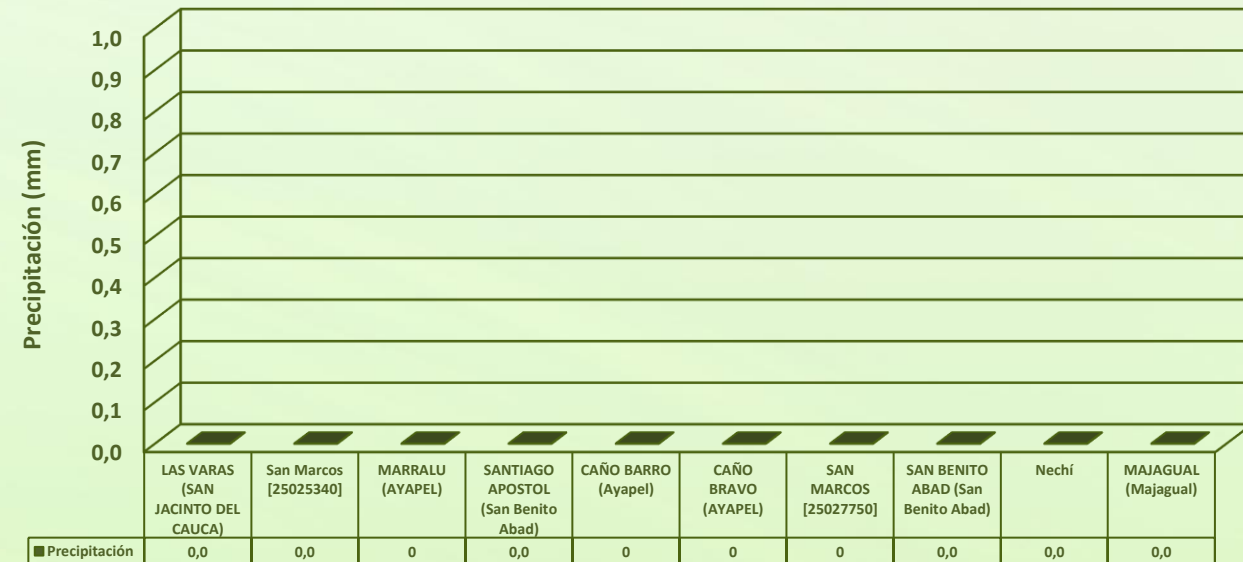 Precipitación (mm)
1,0
0,9
0,8
0,7
0,6
0,5
0,4
0,3
0,2
0,1
0,0
LAS VARAS
(SAN
JACINTO DEL
CAUCA)
San Marcos
[25025340]
MARRALU
(AYAPEL)
SANTIAGO
APOSTOL
(San Benito
Abad)
CAÑO BARRO
(Ayapel)
CAÑO
BRAVO
(AYAPEL)
SAN
MARCOS
[25027750]
SAN BENITO
ABAD (San
Benito Abad)
Nechí
MAJAGUAL
(Majagual)
Precipitación 0,0 0,0 0 0,0 0 0 0 0,0 0,0 0,0